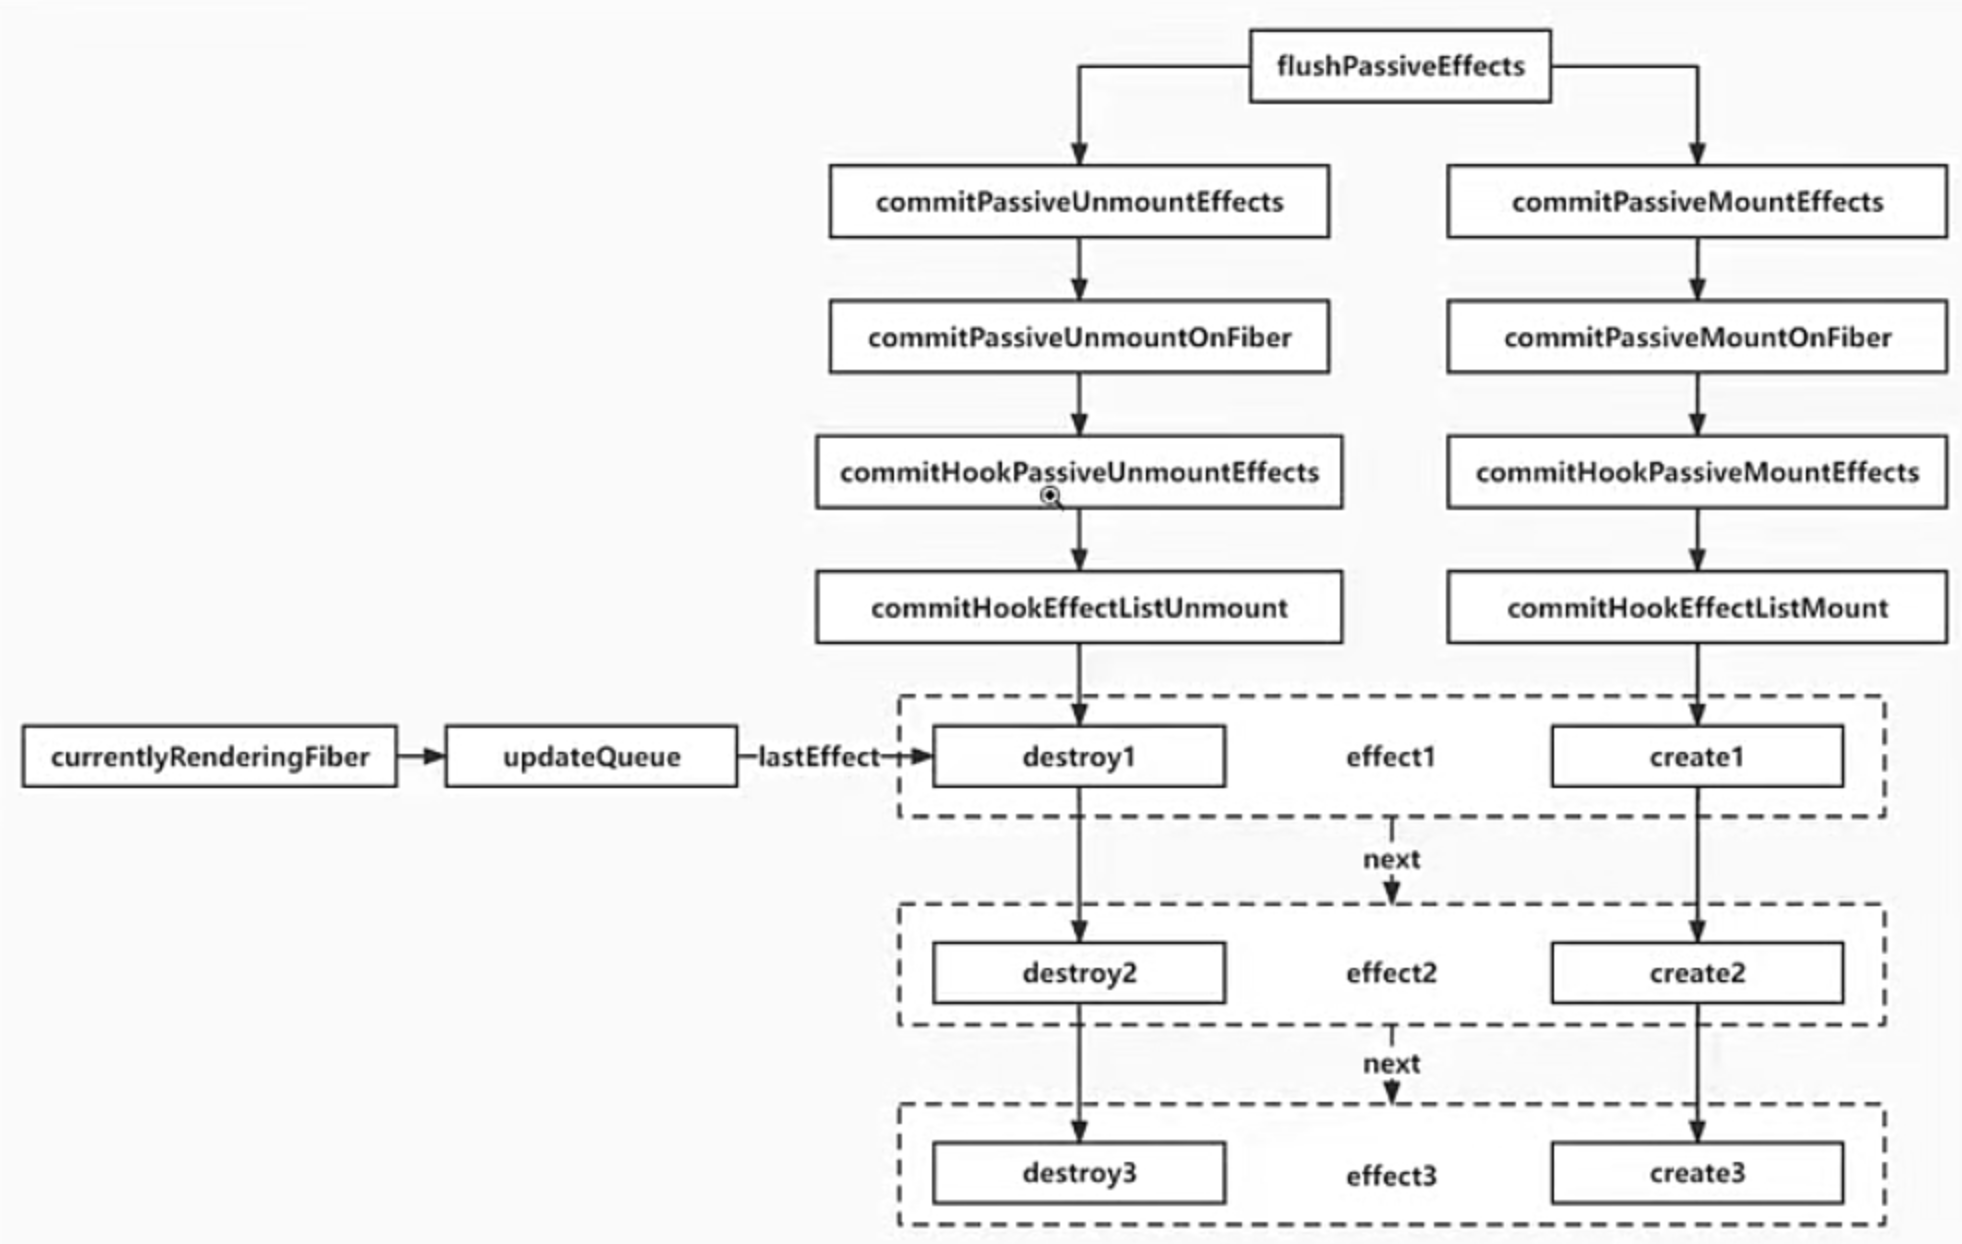 flushPassiveEffects
commitPassiveUnmountEffects
commitPassiveMountEffects
commitPassiveUnmountOnFiber
commitPassiveMountOnFiber
commitHookPassiveUnmountEffects
commitHookPassiveMountEffects
commitHookEffectListUnmount
commitHookEffectListMount
currentlyRenderingFiber
updateQueue
lastEffect
destroy1
effect1
create1
next
destroy2
effect2
create2
next
destroy3
effect3
create3